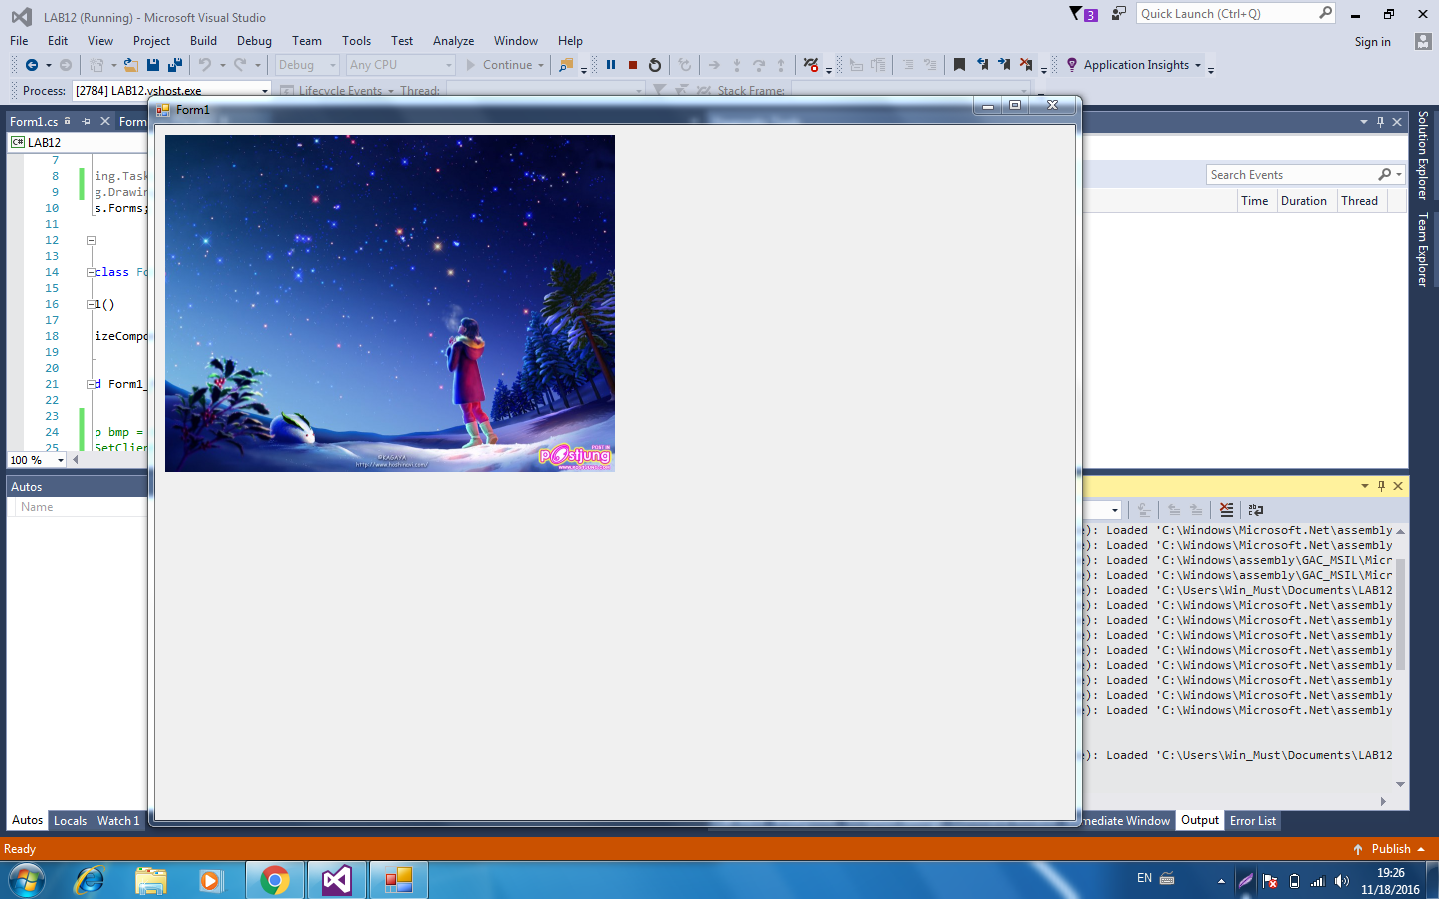 LAB12 (Running) - Microsoft Visual Studio
3
Quick Launch (Ctrl+Q)
File Edit View Project Build Debug Team Tools Test Analyze Window Help
Sign in
Debug Any CPU Continue Application Insights
Process: [2784] LAB12.vshost.exe Lifecycle Events Thread: Stack Frame:
Form1
Form1.cs Form
C# LAB12
7
8 ing.Task
9 g.Drawin
10 s.Forms;
11
12
13
14 class Fo
15
16 1()
17
18 izeCompo
19
20
21 d Form1_
22
23
24 p bmp =
25 SetClien
100 %
Search Events
Time Duration Thread
Solution Explorer
Team Explorer
©KAGAYA
http://www.hoshinavi.com/
POST IN
postjung
Autos
Name
e): Loaded 'C:\Windows\Microsoft.Net\assembly
e): Loaded 'C:\Windows\Microsoft.Net\assembly
e): Loaded 'C:\Windows\assembly\GAC_MSIL\Micr
e): Loaded 'C:\Windows\assembly\GAC_MSIL\Micr
e): Loaded 'C:\Users\Win_Must\Documents\LAB12
e): Loaded 'C:\Windows\Microsoft.Net\assembly
e): Loaded 'C:\Windows\Microsoft.Net\assembly
e): Loaded 'C:\Windows\Microsoft.Net\assembly
e): Loaded 'C:\Windows\Microsoft.Net\assembly
e): Loaded 'C:\Windows\Microsoft.Net\assembly
e): Loaded 'C:\Windows\Microsoft.Net\assembly
e): Loaded 'C:\Windows\Microsoft.Net\assembly
e): Loaded 'C:\Windows\Microsoft.Net\assembly
e): Loaded 'C:\Users\Win_Must\Documents\LAB12
Autos Locals Watch 1
mediate Window Output Error List
Ready
Publish
EN
19:26
11/18/2016